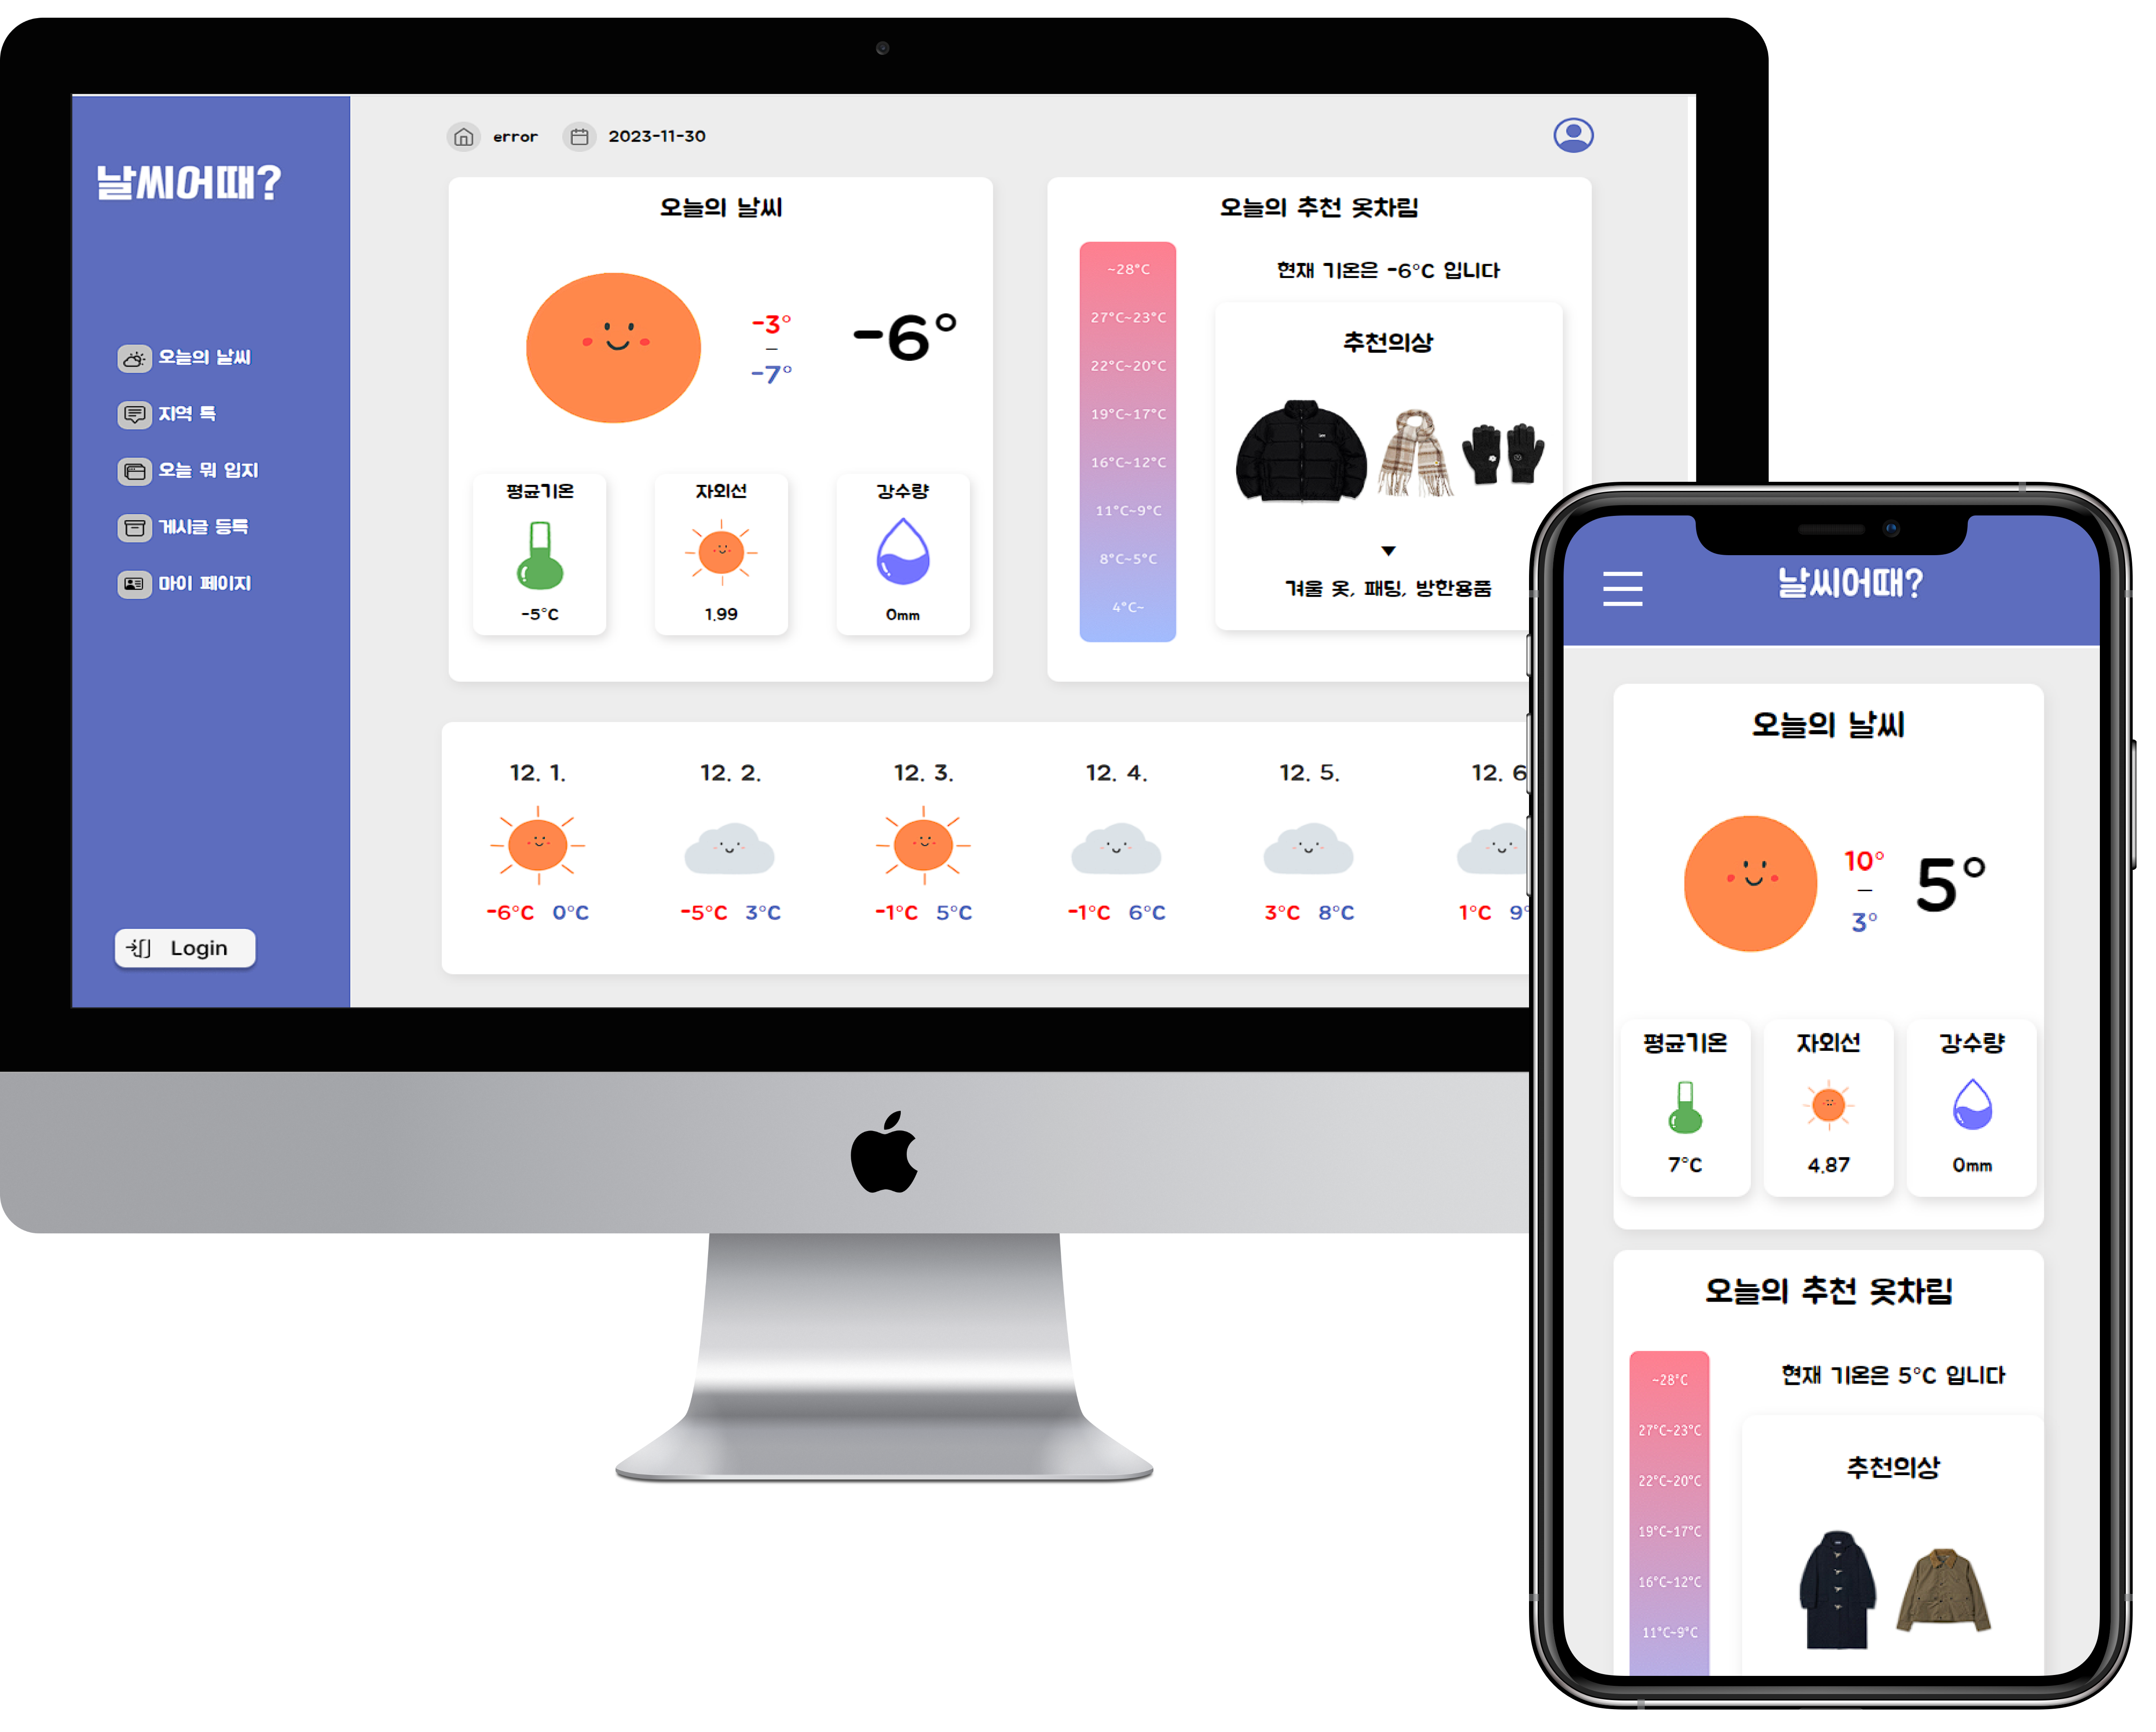 날씨어때?
오늘의 날씨
지역 톡
오늘 뭐 입지
게시글 등록
마이 페이지
Login
error 2023-11-30
오늘의 날씨
-3°
-7°
-6°
평균기온 자외선 강수량
-5°C 1.99 0mm
오늘의 추천 옷차림
~28°C
27°C~23°C
22°C~20°C
19°C~17°C
16°C~12°C
11°C~9°C
8°C~5°C
4°C~
현재 기온은 -6°C 입니다
추천의상
▼
겨울 옷, 패딩, 방한용품
12. 1. 12. 2. 12. 3. 12. 4. 12. 5. 12. 6
-6°C 0°C -5°C 3°C -1°C 5°C -1°C 6°C 3°C 8°C 1°C 9°
날씨어때?
오늘의 날씨
10°
3°
5°
평균기온 자외선 강수량
7°C 4.87 0mm
오늘의 추천 옷차림
~28°C
27°C~23°C
22°C~20°C
19°C~17°C
16°C~12°C
11°C~9°C
현재 기온은 5°C 입니다
추천의상